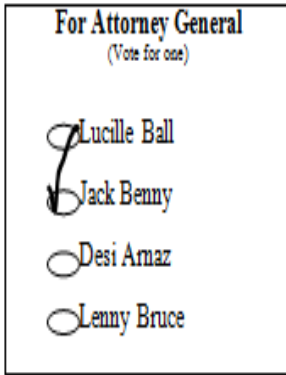 For Attorney General
(Vote for one)
Lucille Ball
Jack Benny
Desi Arnaz
Lenny Bruce